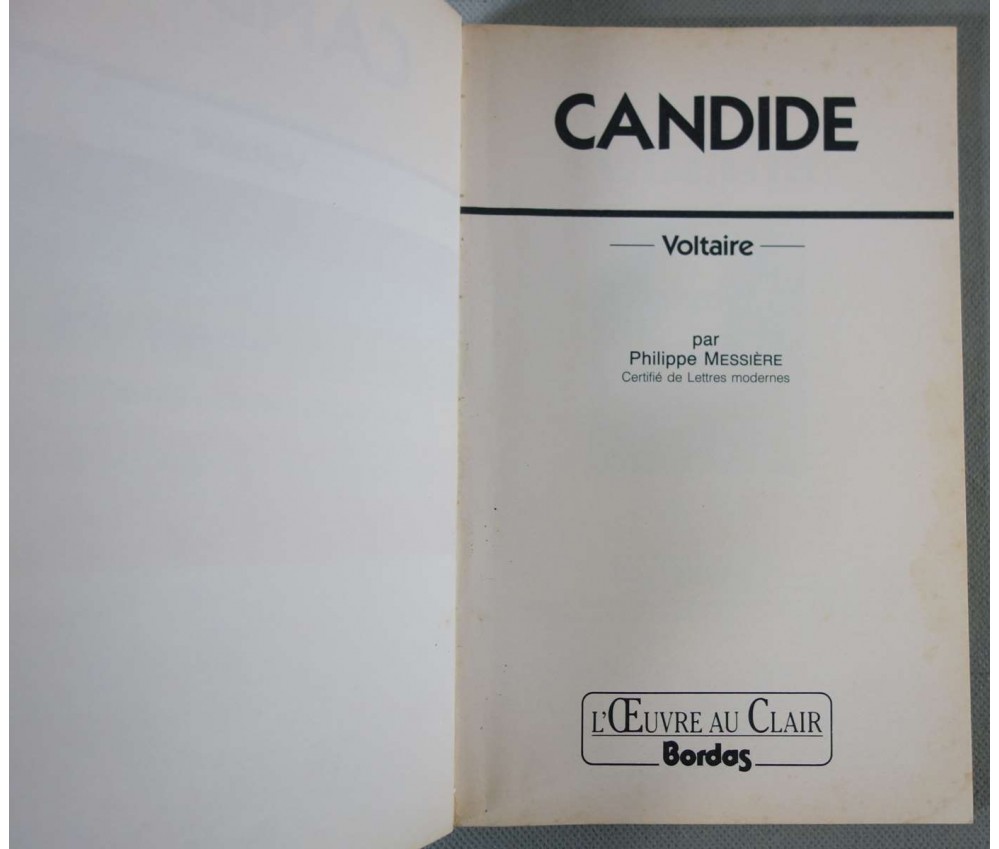 CANDIDE
Voltaire
par
Philippe MESSIÈRE
Certifié de Lettres modernes
L'ŒUVRE AU CLAIR
Bordas